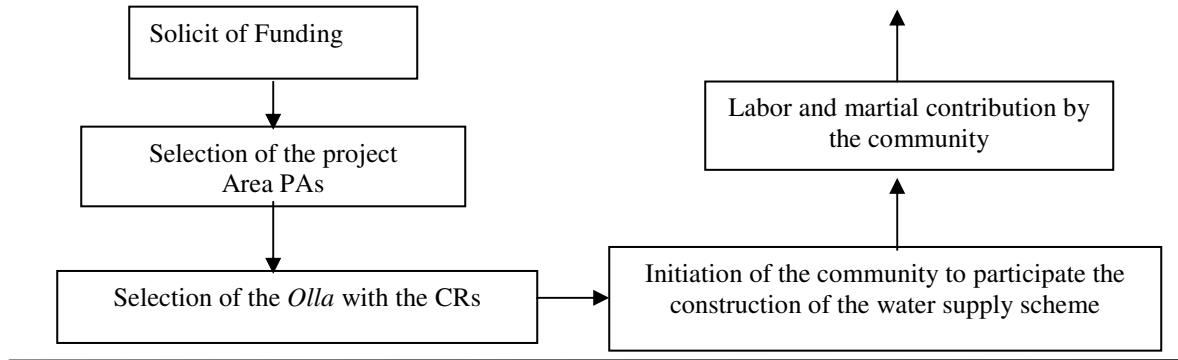 Solicit of Funding
Selection of the project
Area PAs
Selection of the Olla with the CRs
Initiation of the community to participate the
construction of the water supply scheme
Labor and martial contribution by
the community